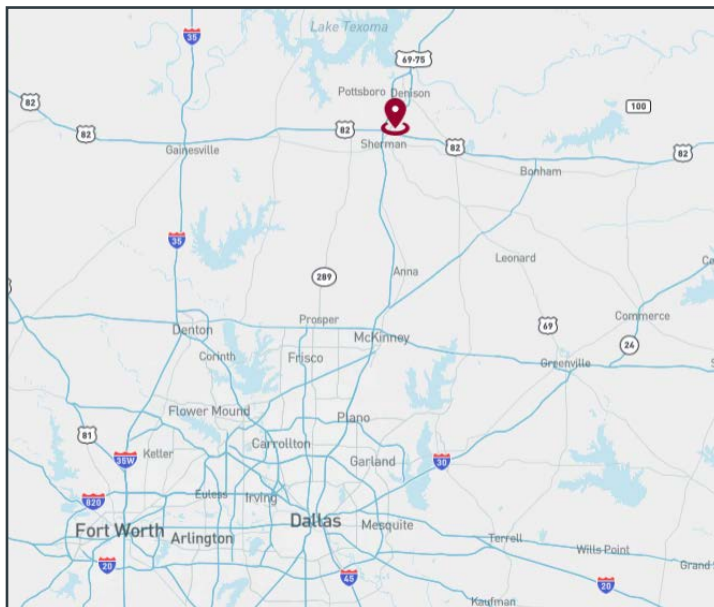 Lake Texoma
35
69-75
Pottsboro
Denison
82
100
82
82
Sherman
82
82
Gainesville
Bonham
35
Leonard
289
Anna
Ce
Commerce
Prosper
69
Denton
McKinney
24
Corinth
Frisco
Greenville
S
Flower Mound
Plano
81
Carrollton
Keller
35W
Garland
30
Euless
Irving
820
Dallas
Fort Worth
Arlington
Mesquite
Terrell
Wills Point
20
Grand S
45
20
Kaufman